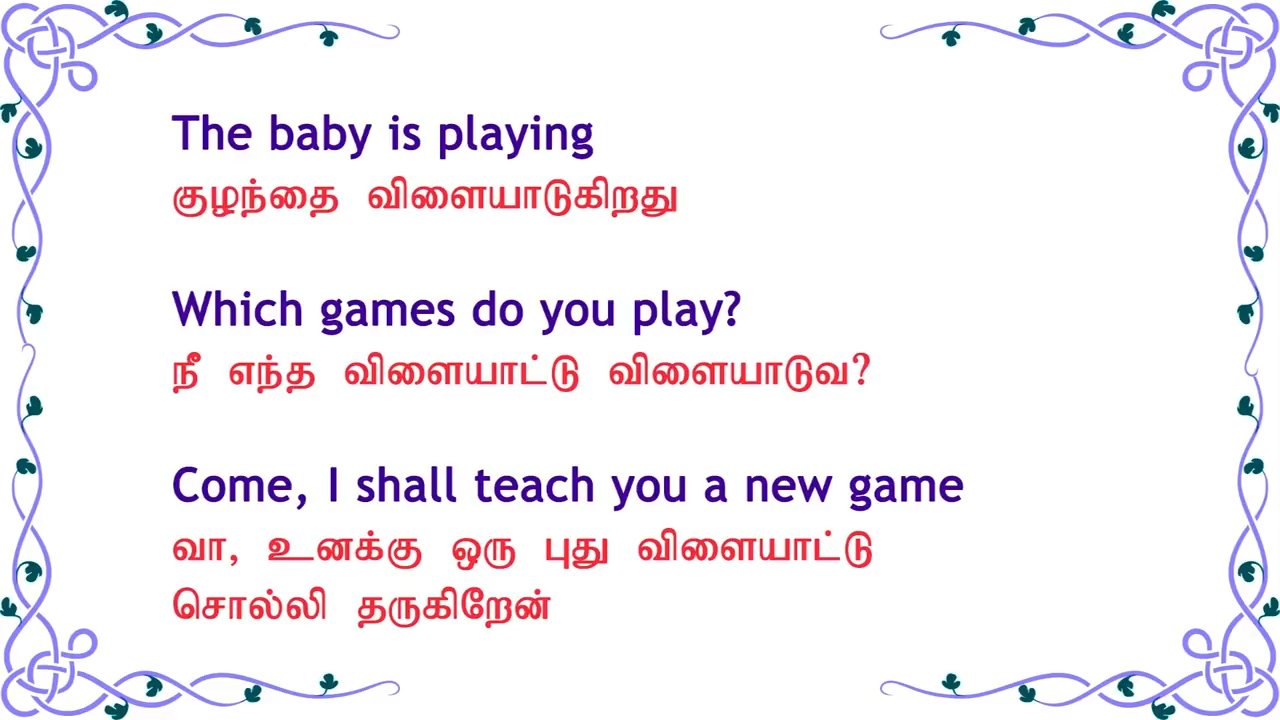 The baby is playing
குழந்தை விளையாடுகிறது
Which games do you play?
நீ எந்த விளையாட்டு விளையாடுவ?
Come, I shall teach you a new game
வா, உனக்கு ஒரு புது விளையாட்டு
சொல்லி தருகிறேன்